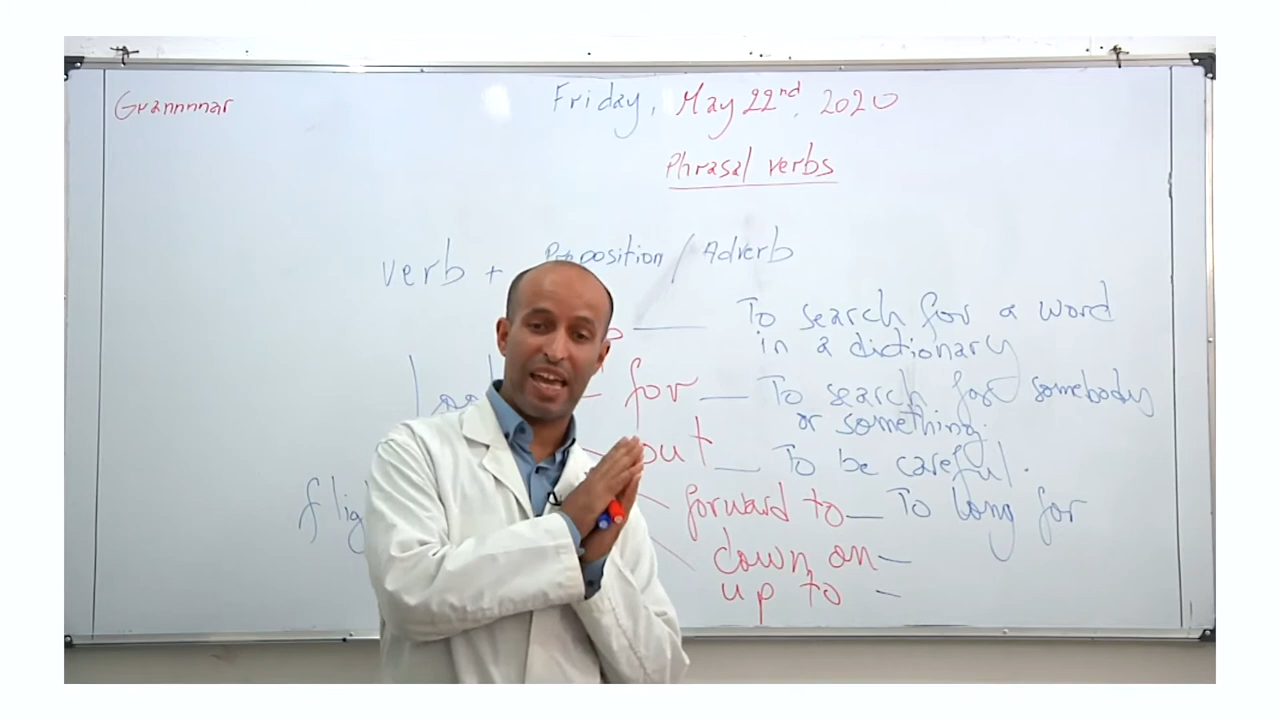 Grammar
Friday, May 22nd, 2020
Phrasal verbs
verb + Preposition / Adverb
To search for a word
in a dictionary
for — To search for somebody
or something.
out — To be careful.
forward to — To long for
down on —
up to —